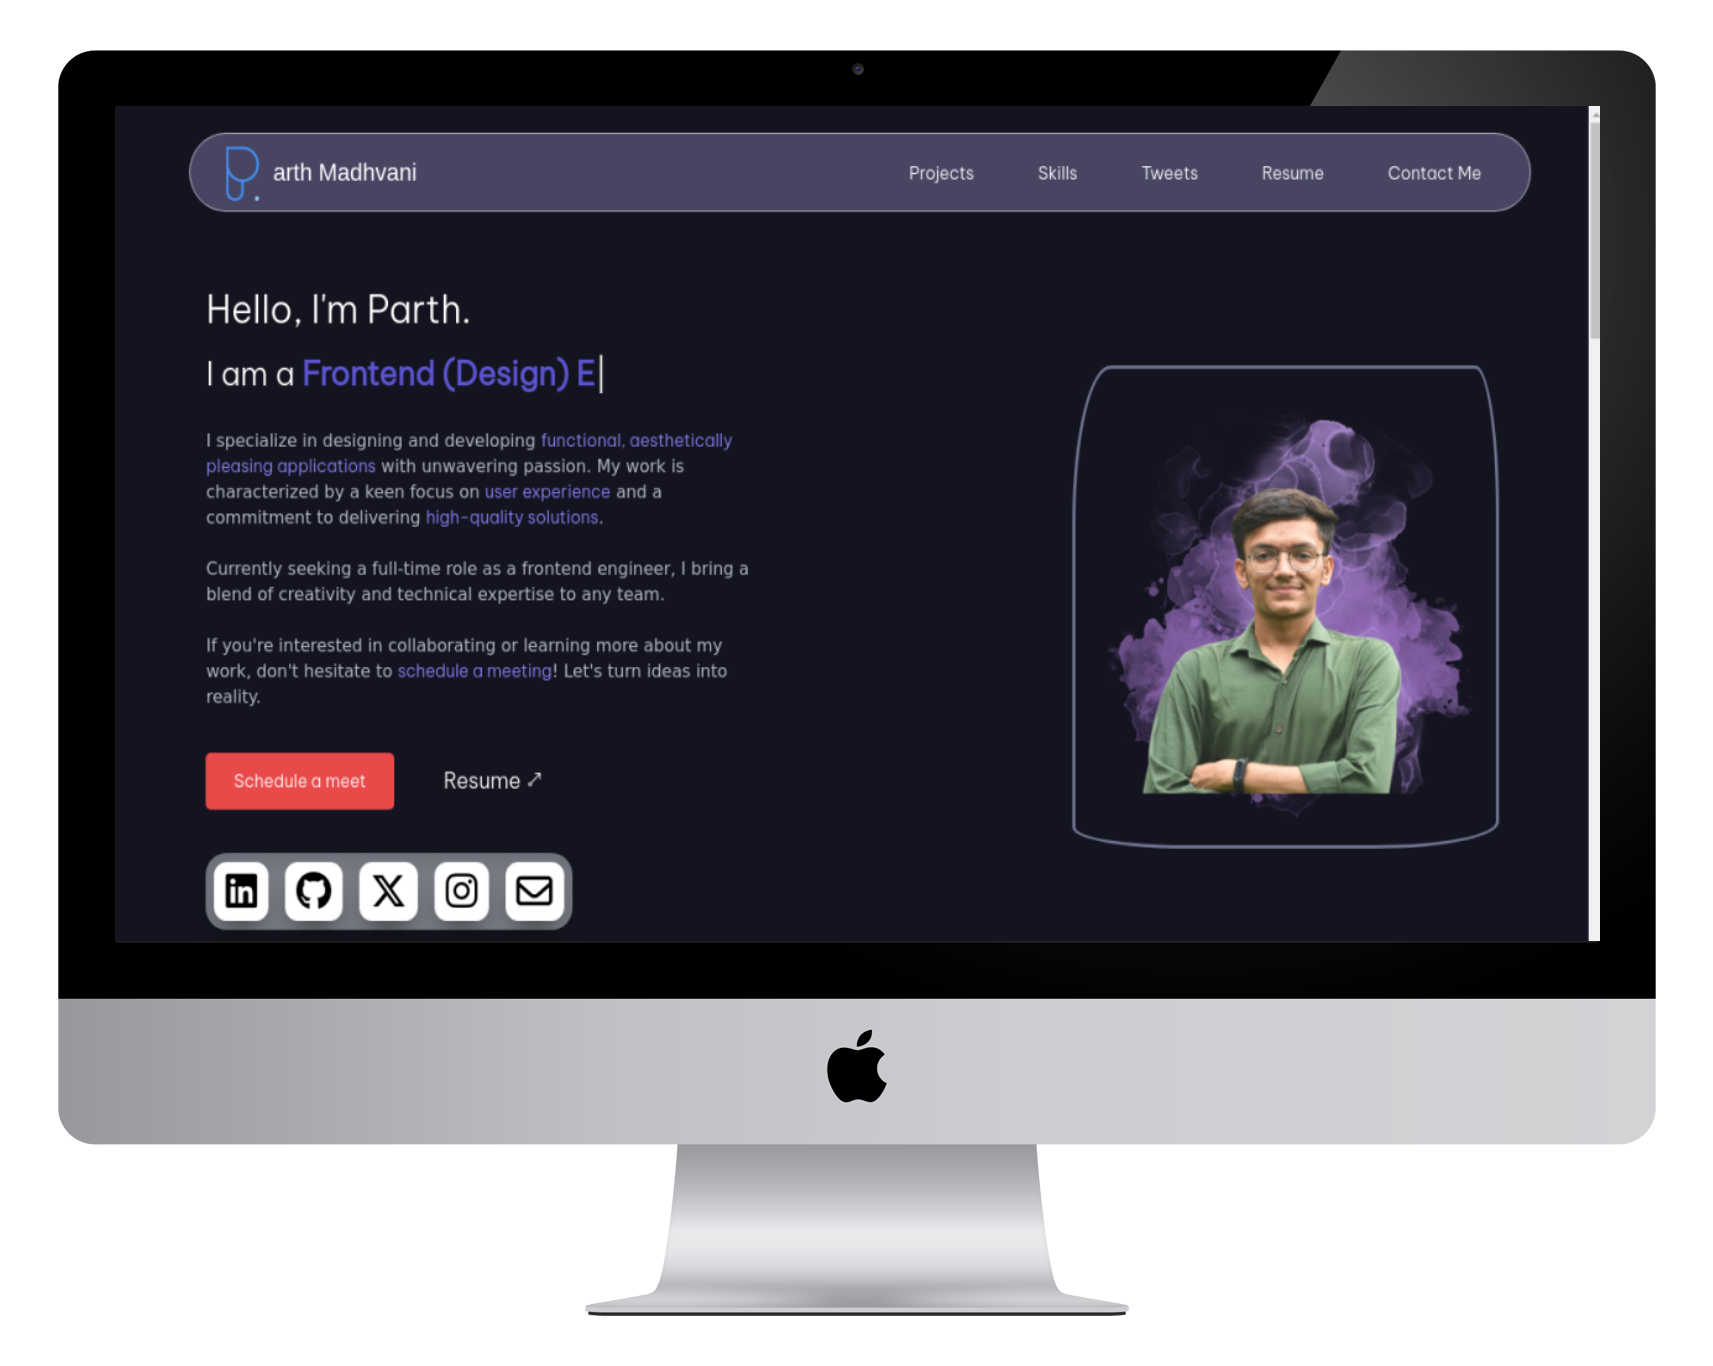 P. arth Madhvani
Projects Skills Tweets Resume Contact Me
Hello, I'm Parth.
I am a Frontend (Design) E
I specialize in designing and developing functional, aesthetically
pleasing applications with unwavering passion. My work is
characterized by a keen focus on user experience and a
commitment to delivering high-quality solutions.
Currently seeking a full-time role as a frontend engineer, I bring a
blend of creativity and technical expertise to any team.
If you're interested in collaborating or learning more about my
work, don't hesitate to schedule a meeting! Let's turn ideas into
reality.
Schedule a meet
Resume ⤢
in
X